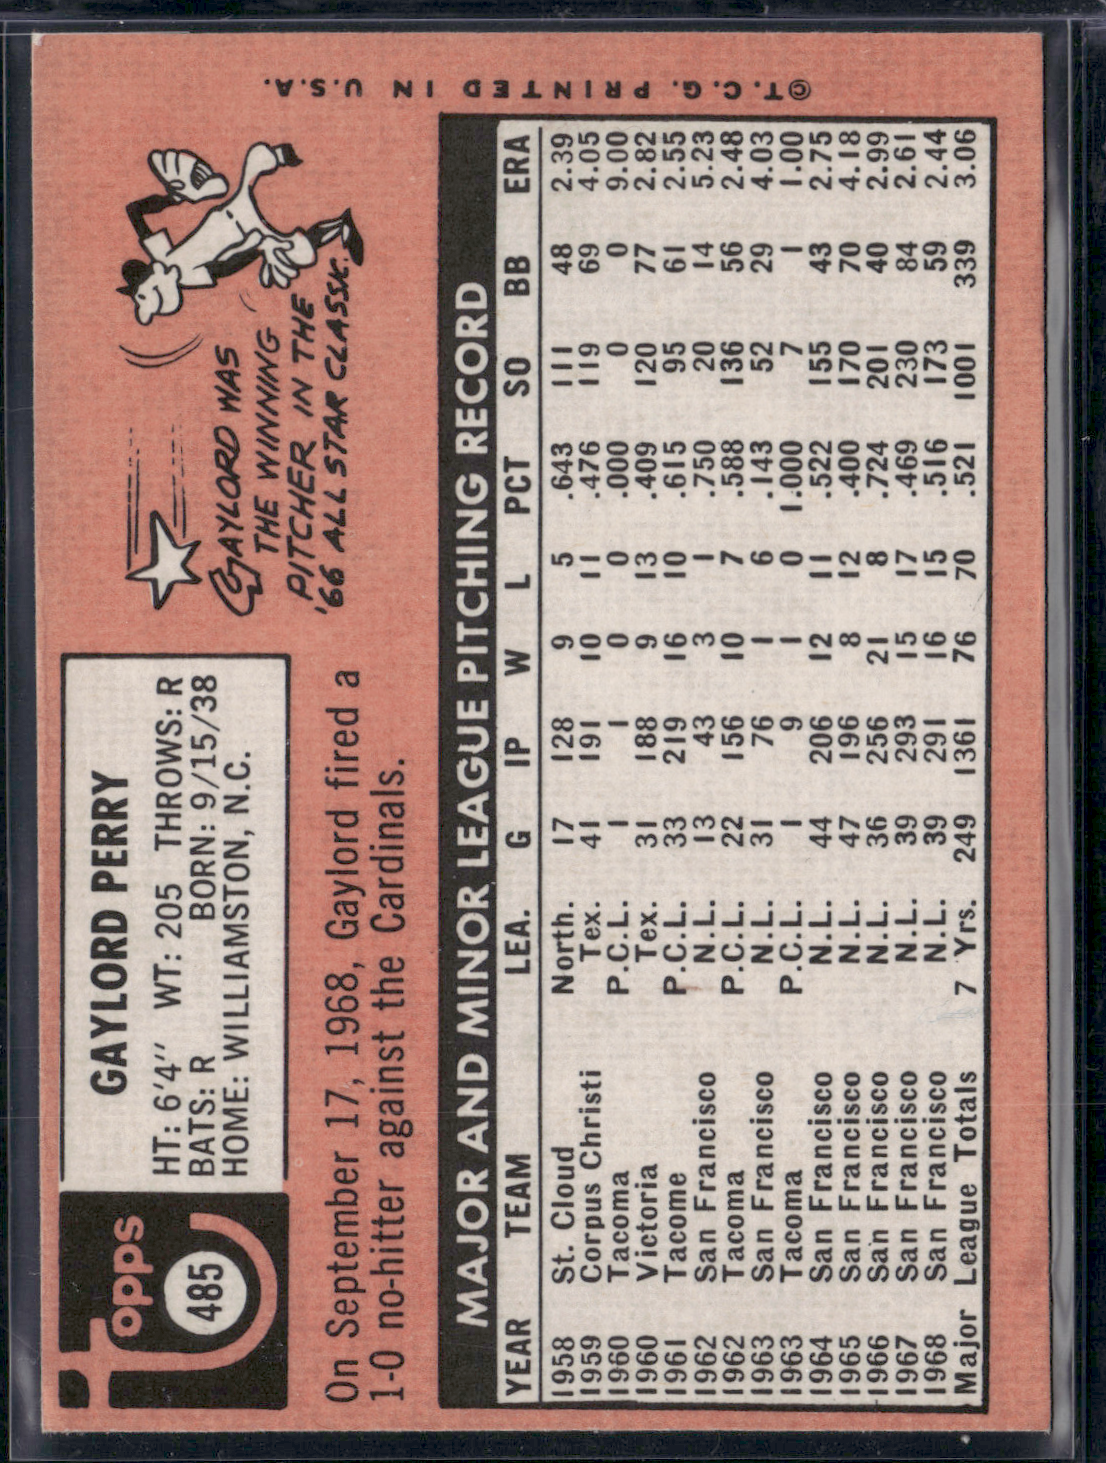 Topps
485
GAYLORD PERRY
HT: 6'4" WT: 205 THROWS: R
BATS: R BORN: 9/15/38
HOME: WILLIAMSTON, N.C.
On September 17, 1968, Gaylord fired a
1-0 no-hitter against the Cardinals.
GAYLORD WAS
THE WINNING
PITCHER IN THE
'66 ALL STAR CLASSIC.
MAJOR AND MINOR LEAGUE PITCHING RECORD
YEAR TEAM LEA. G IP W L PCT SO BB ERA
1958 St. Cloud North. 17 128 9 5 .643 111 48 2.39
1959 Corpus Christi Tex. 41 191 10 11 .476 119 69 4.05
1960 Tacoma P.C.L. 1 1 0 0 .000 0 0 9.00
1960 Victoria Tex. 31 188 9 13 .409 120 77 2.82
1961 Tacome P.C.L. 33 219 16 10 .615 95 61 2.55
1962 San Francisco N.L. 13 43 3 1 .750 20 14 5.23
1962 Tacoma P.C.L. 22 156 10 7 .588 136 56 2.48
1963 San Francisco N.L. 31 76 1 6 .143 52 29 4.03
1963 Tacoma P.C.L. 1 9 1 0 1.000 7 1 1.00
1964 San Francisco N.L. 44 206 12 11 .522 155 43 2.75
1965 San Francisco N.L. 47 196 8 12 .400 170 70 4.18
1966 San Francisco N.L. 36 256 21 8 .724 201 40 2.99
1967 San Francisco N.L. 39 293 15 17 .469 230 84 2.61
1968 San Francisco N.L. 39 291 16 15 .516 173 59 2.44
Major League Totals 7 Yrs. 249 1361 76 70 .521 1001 339 3.06
©T.C.G. PRINTED IN U.S.A.